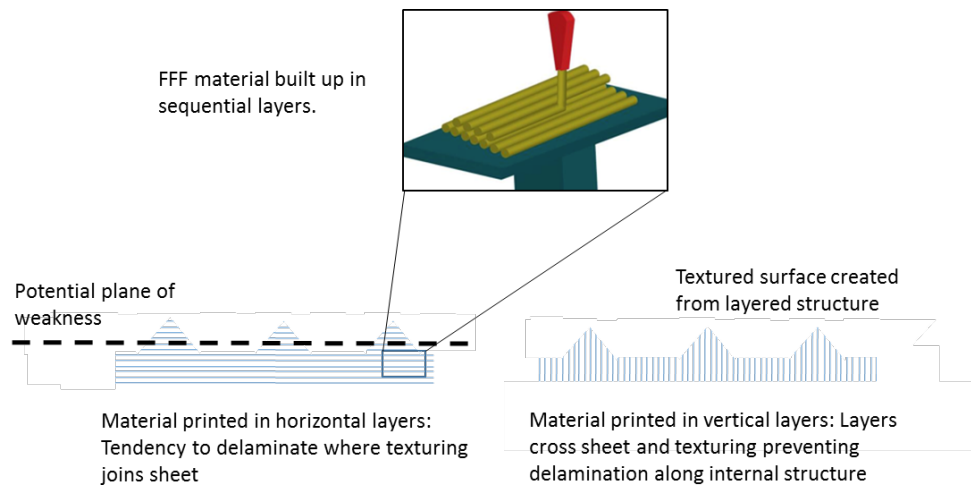 FFF material built up in
sequential layers.
Potential plane of
weakness
Textured surface created
from layered structure
Material printed in horizontal layers:
Tendency to delaminate where texturing
joins sheet
Material printed in vertical layers: Layers
cross sheet and texturing preventing
delamination along internal structure